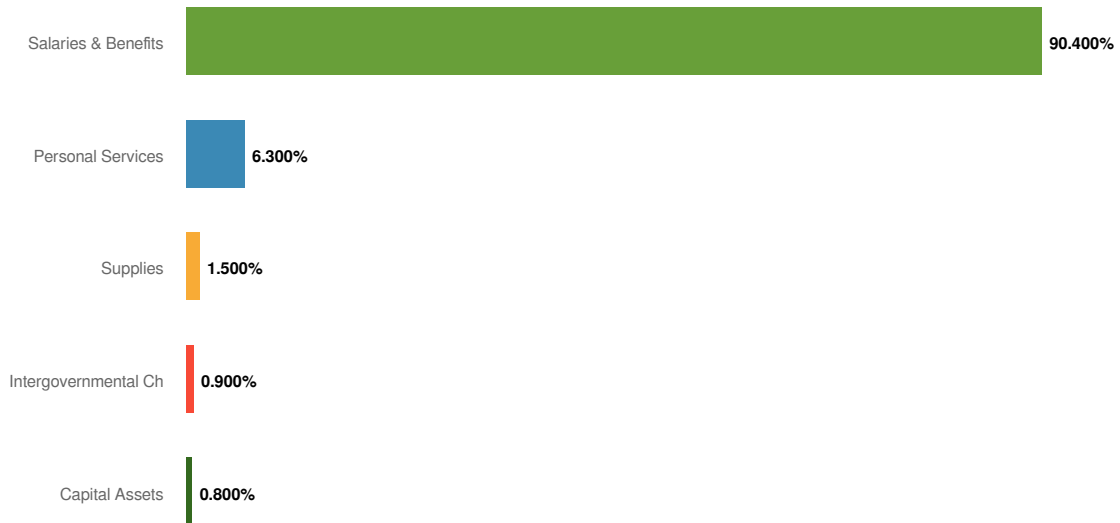 Salaries & Benefits 90.400%
Personal Services 6.300%
Supplies 1.500%
Intergovernmental Ch 0.900%
Capital Assets 0.800%